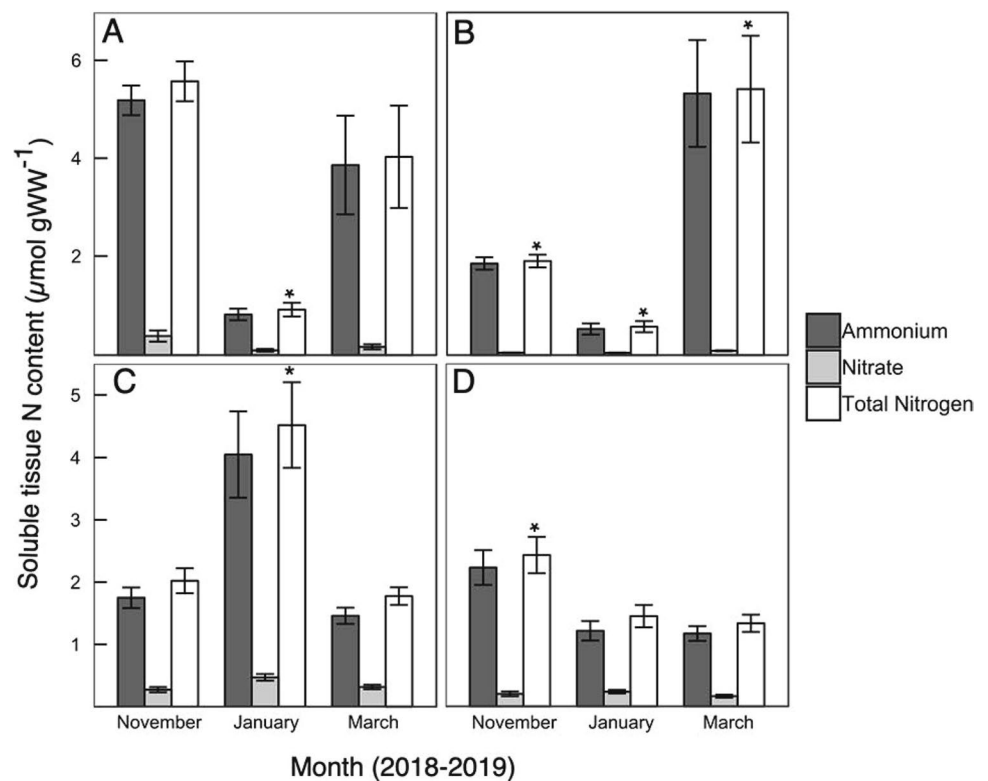 A
B
6
4
2
*
*
*
*
Soluble tissue N content (µmol gWW-1)
Ammonium
Nitrate
Total Nitrogen
C
D
5
4
3
2
1
*
*
November January March
November January March
Month (2018-2019)